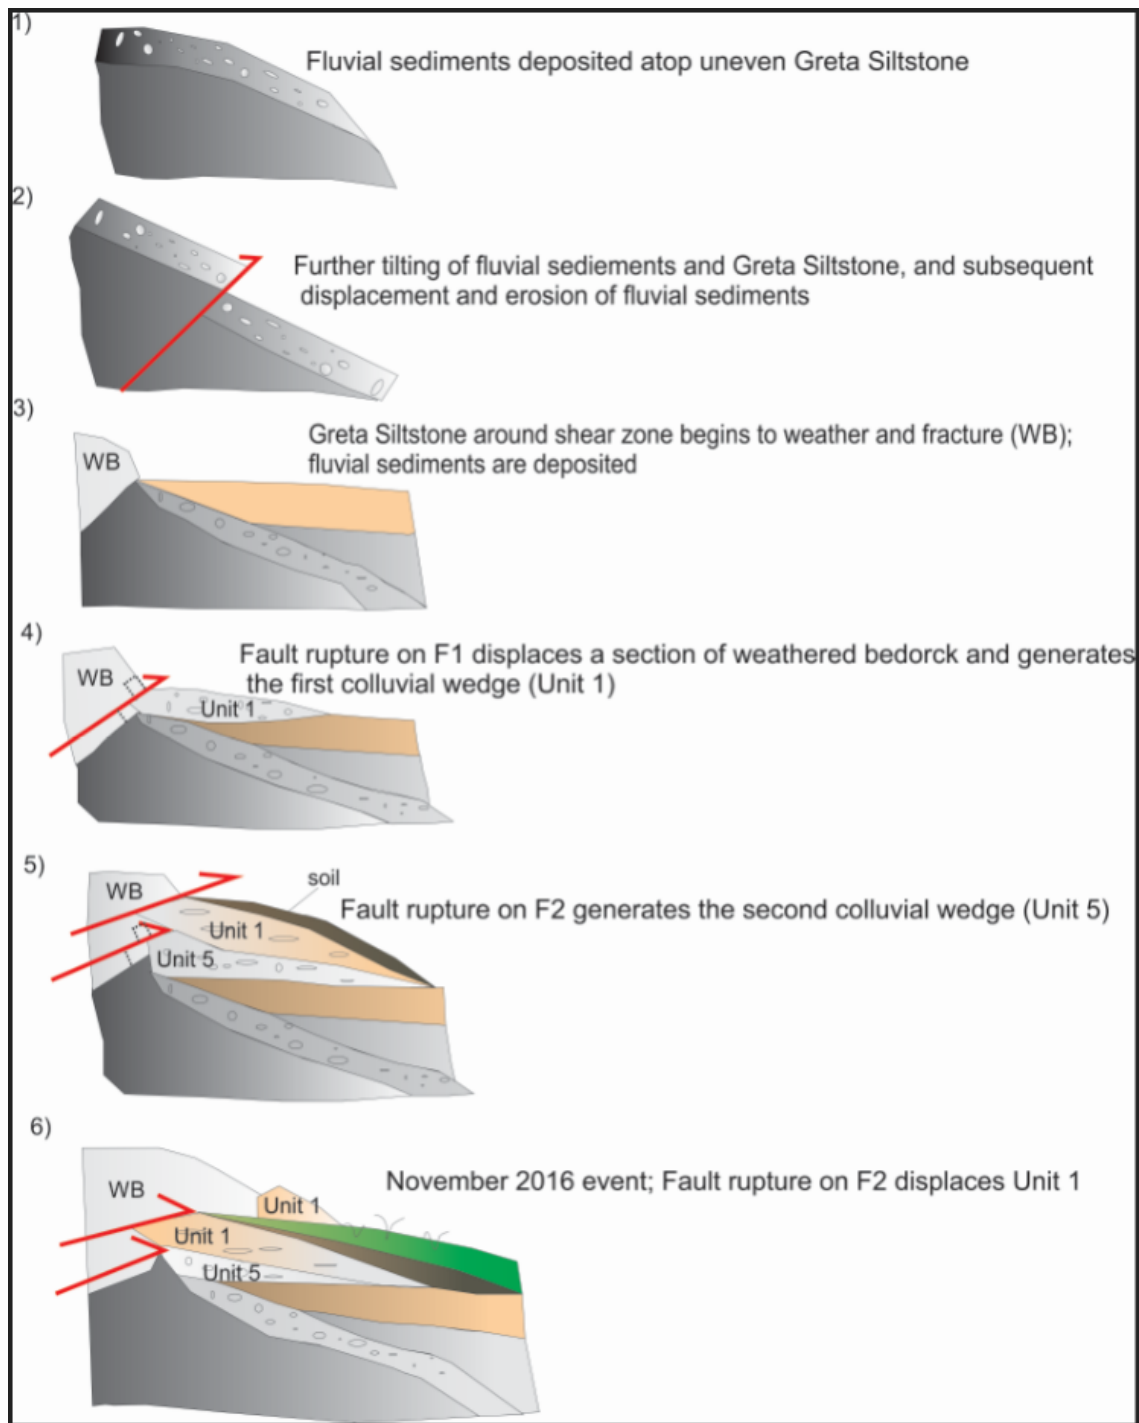 1)
Fluvial sediments deposited atop uneven Greta Siltstone
2)
Further tilting of fluvial sediements and Greta Siltstone, and subsequent
displacement and erosion of fluvial sediments
3)
Greta Siltstone around shear zone begins to weather and fracture (WB);
fluvial sediments are deposited
WB
4)
Fault rupture on F1 displaces a section of weathered bedorck and generates
the first colluvial wedge (Unit 1)
WB
Unit 1
5)
soil
WB
Fault rupture on F2 generates the second colluvial wedge (Unit 5)
Unit 1
Unit 5
6)
November 2016 event; Fault rupture on F2 displaces Unit 1
WB
Unit 1
Unit 1
Unit 5